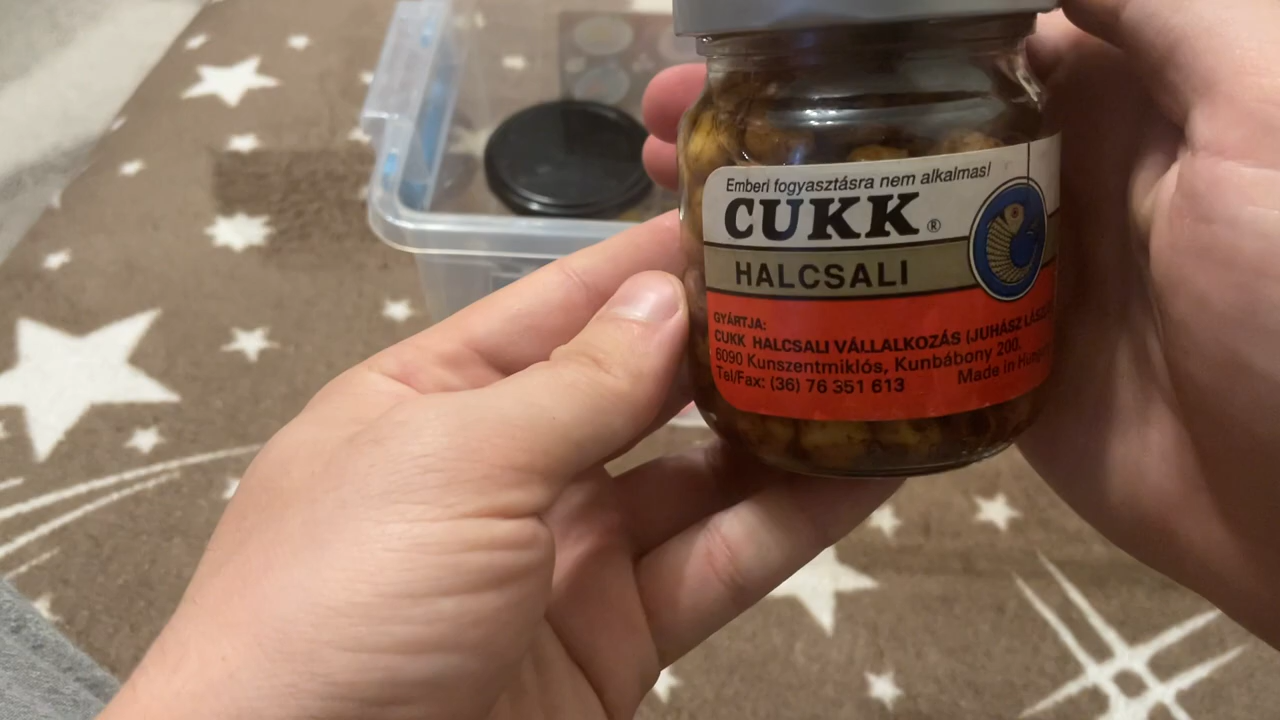 Emberi fogyasztásra nem alkalmas!
CUKK ®
HALCSALI
GYÁRTJA:
CUKK HALCSALI VÁLLALKOZÁS (JUHÁSZ
6090 Kunszentmiklós, Kunbábony 200.
Tel/Fax: (36) 76 351 613 Made in